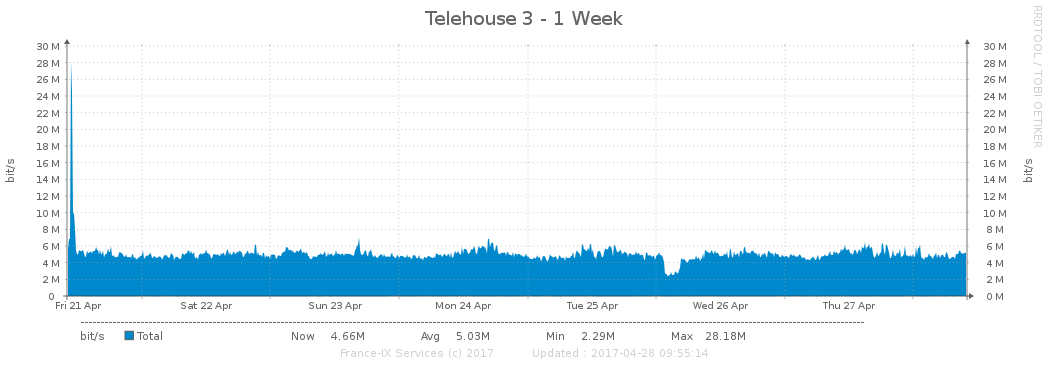 Telehouse 3 - 1 Week
RRDTOOL / TOBI OETIKER
bit/s
bit/s
30 M 30 M
28 M 28 M
26 M 26 M
24 M 24 M
22 M 22 M
20 M 20 M
18 M 18 M
16 M 16 M
14 M 14 M
12 M 12 M
10 M 10 M
8 M 8 M
6 M 6 M
4 M 4 M
2 M 2 M
0 0 M
Fri 21 Apr Sat 22 Apr Sun 23 Apr Mon 24 Apr Tue 25 Apr Wed 26 Apr Thu 27 Apr
bit/s Total Now 4.66M Avg 5.03M Min 2.29M Max 28.18M
France-IX Services (c) 2017 Updated : 2017-04-28 09:55:14